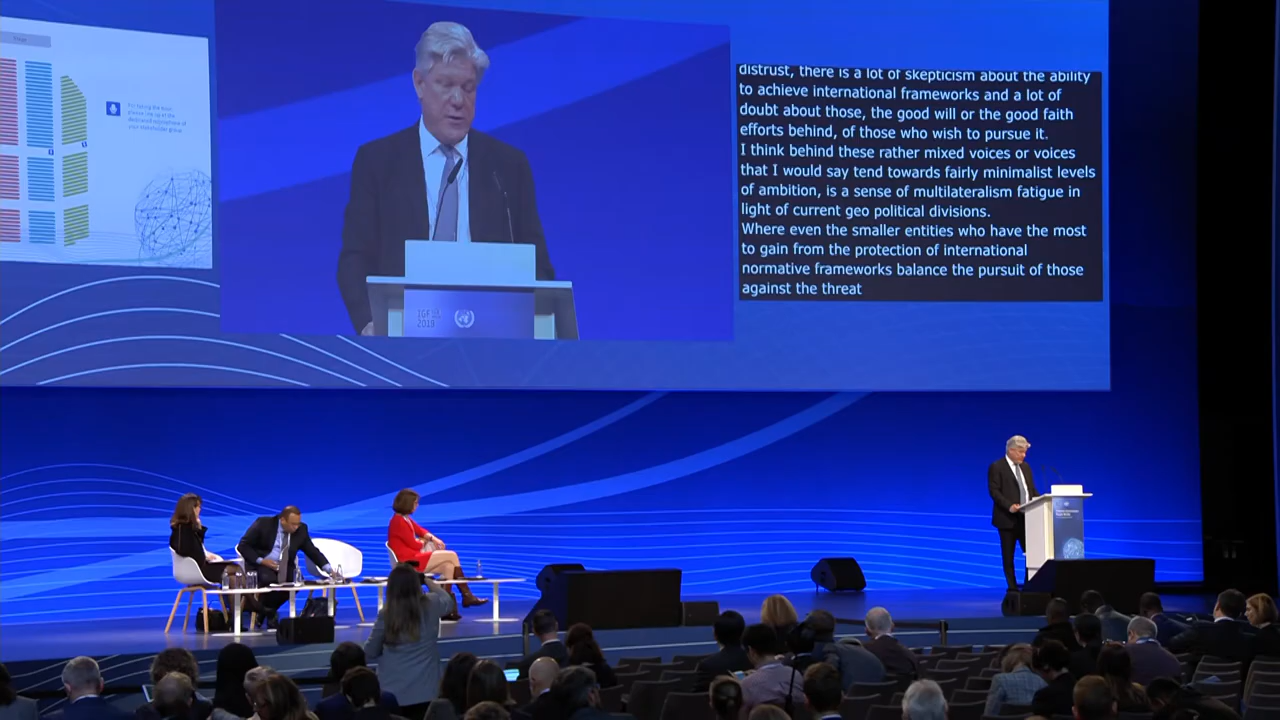 distrust, there is a lot of skepticism about the ability
to achieve international frameworks and a lot of
doubt about those, the good will or the good faith
efforts behind, of those who wish to pursue it.
I think behind these rather mixed voices or voices
that I would say tend towards fairly minimalist levels
of ambition, is a sense of multilateralism fatigue in
light of current geo political divisions.
Where even the smaller entities who have the most
to gain from the protection of international
normative frameworks balance the pursuit of those
against the threat
IGF
2019